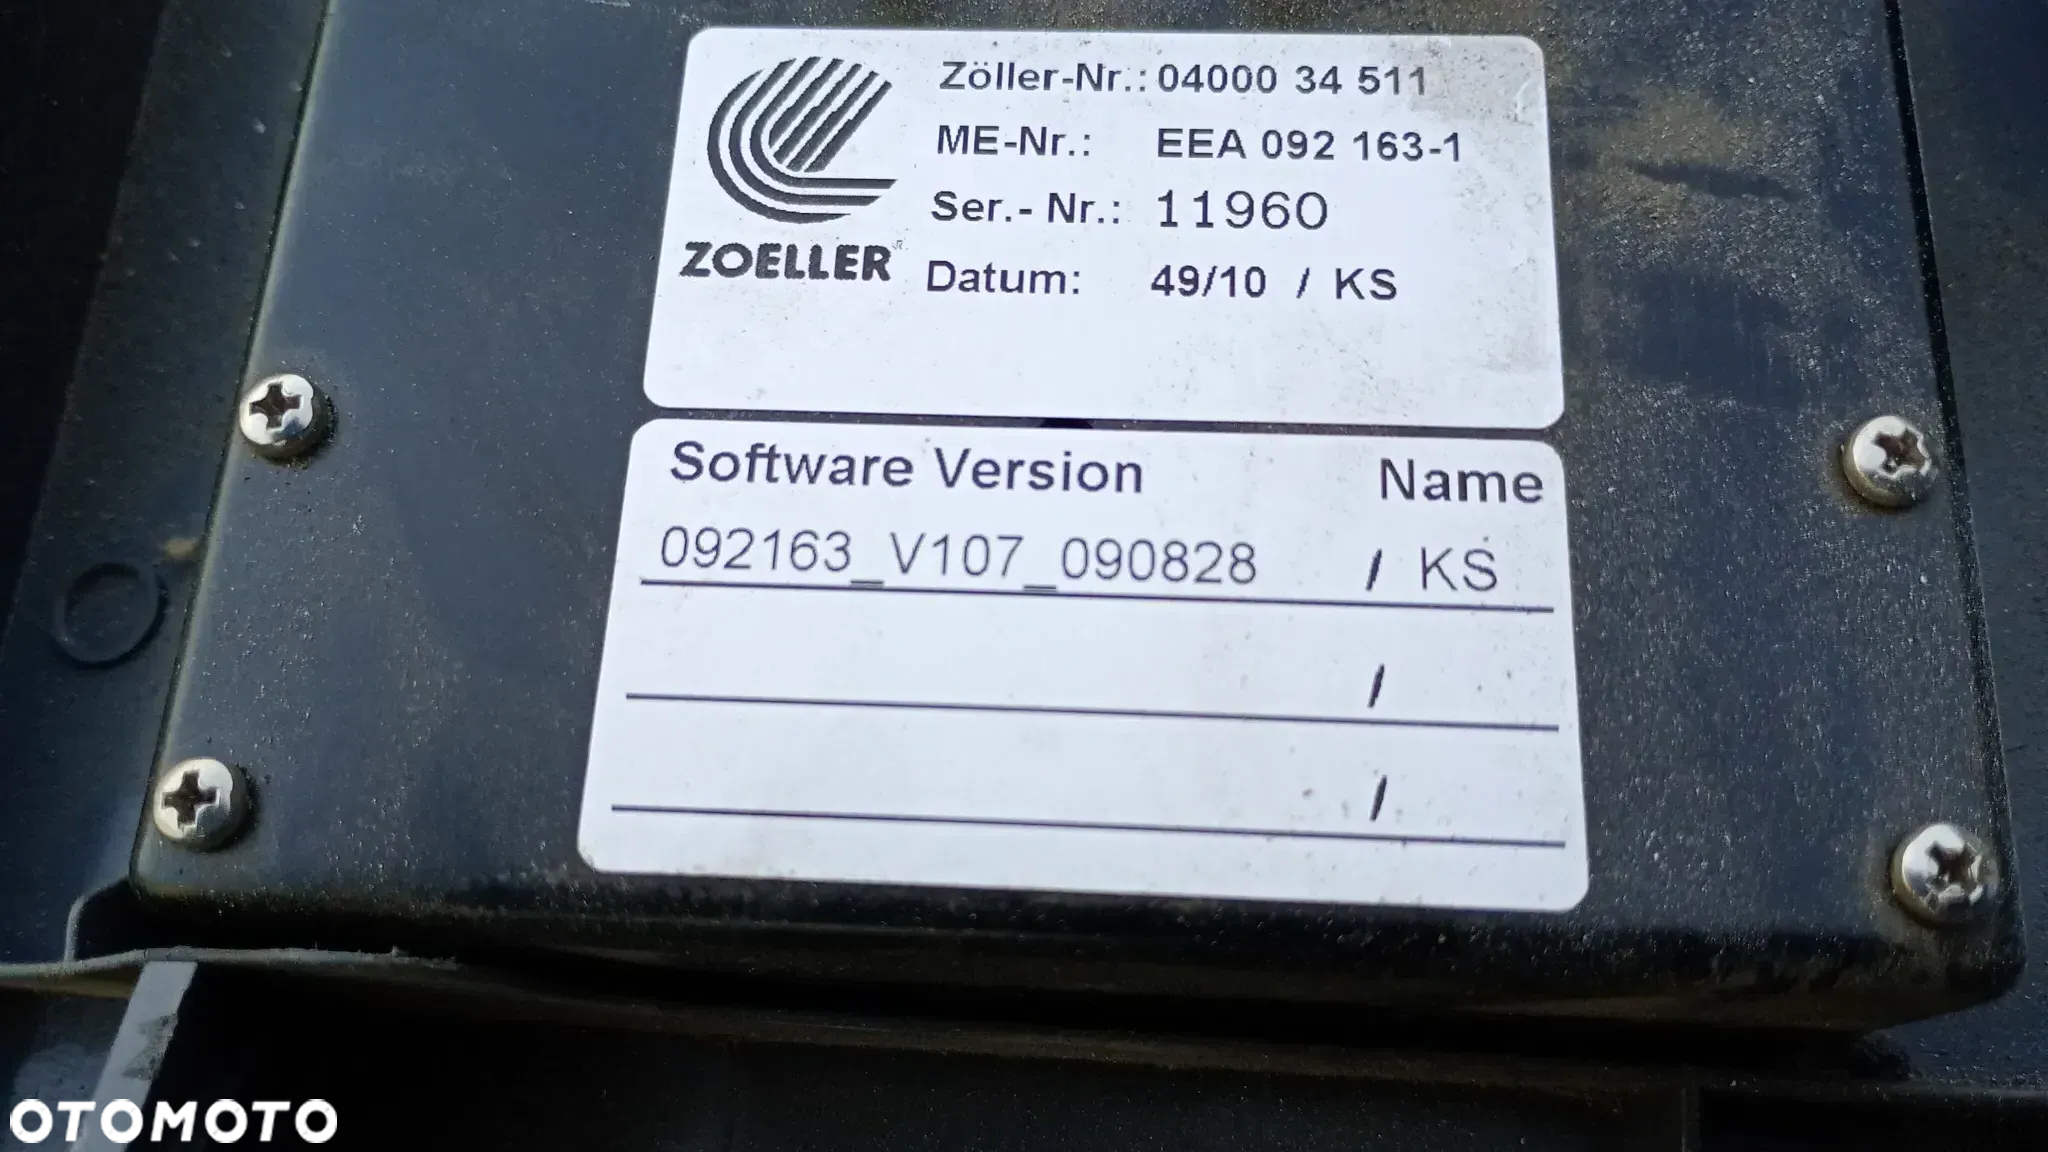 Zöller-Nr.: 04000 34 511
ME-Nr.: EEA 092 163-1
Ser.- Nr.: 11960
ZOELLER R
Datum: 49/10 / KS
Software Version Name
092163_V107_090828 / KS
/
/
OTOMOTO